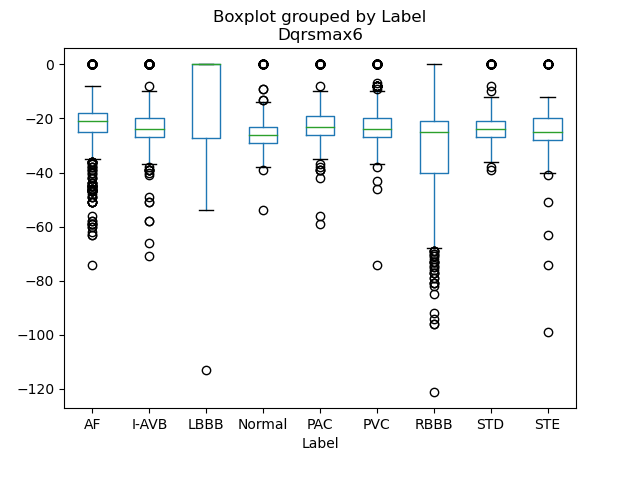 Boxplot grouped by Label
Dqrsmax6
0
−20
−40
−60
−80
−100
−120
AF I-AVB LBBB Normal PAC PVC RBBB STD STE
Label